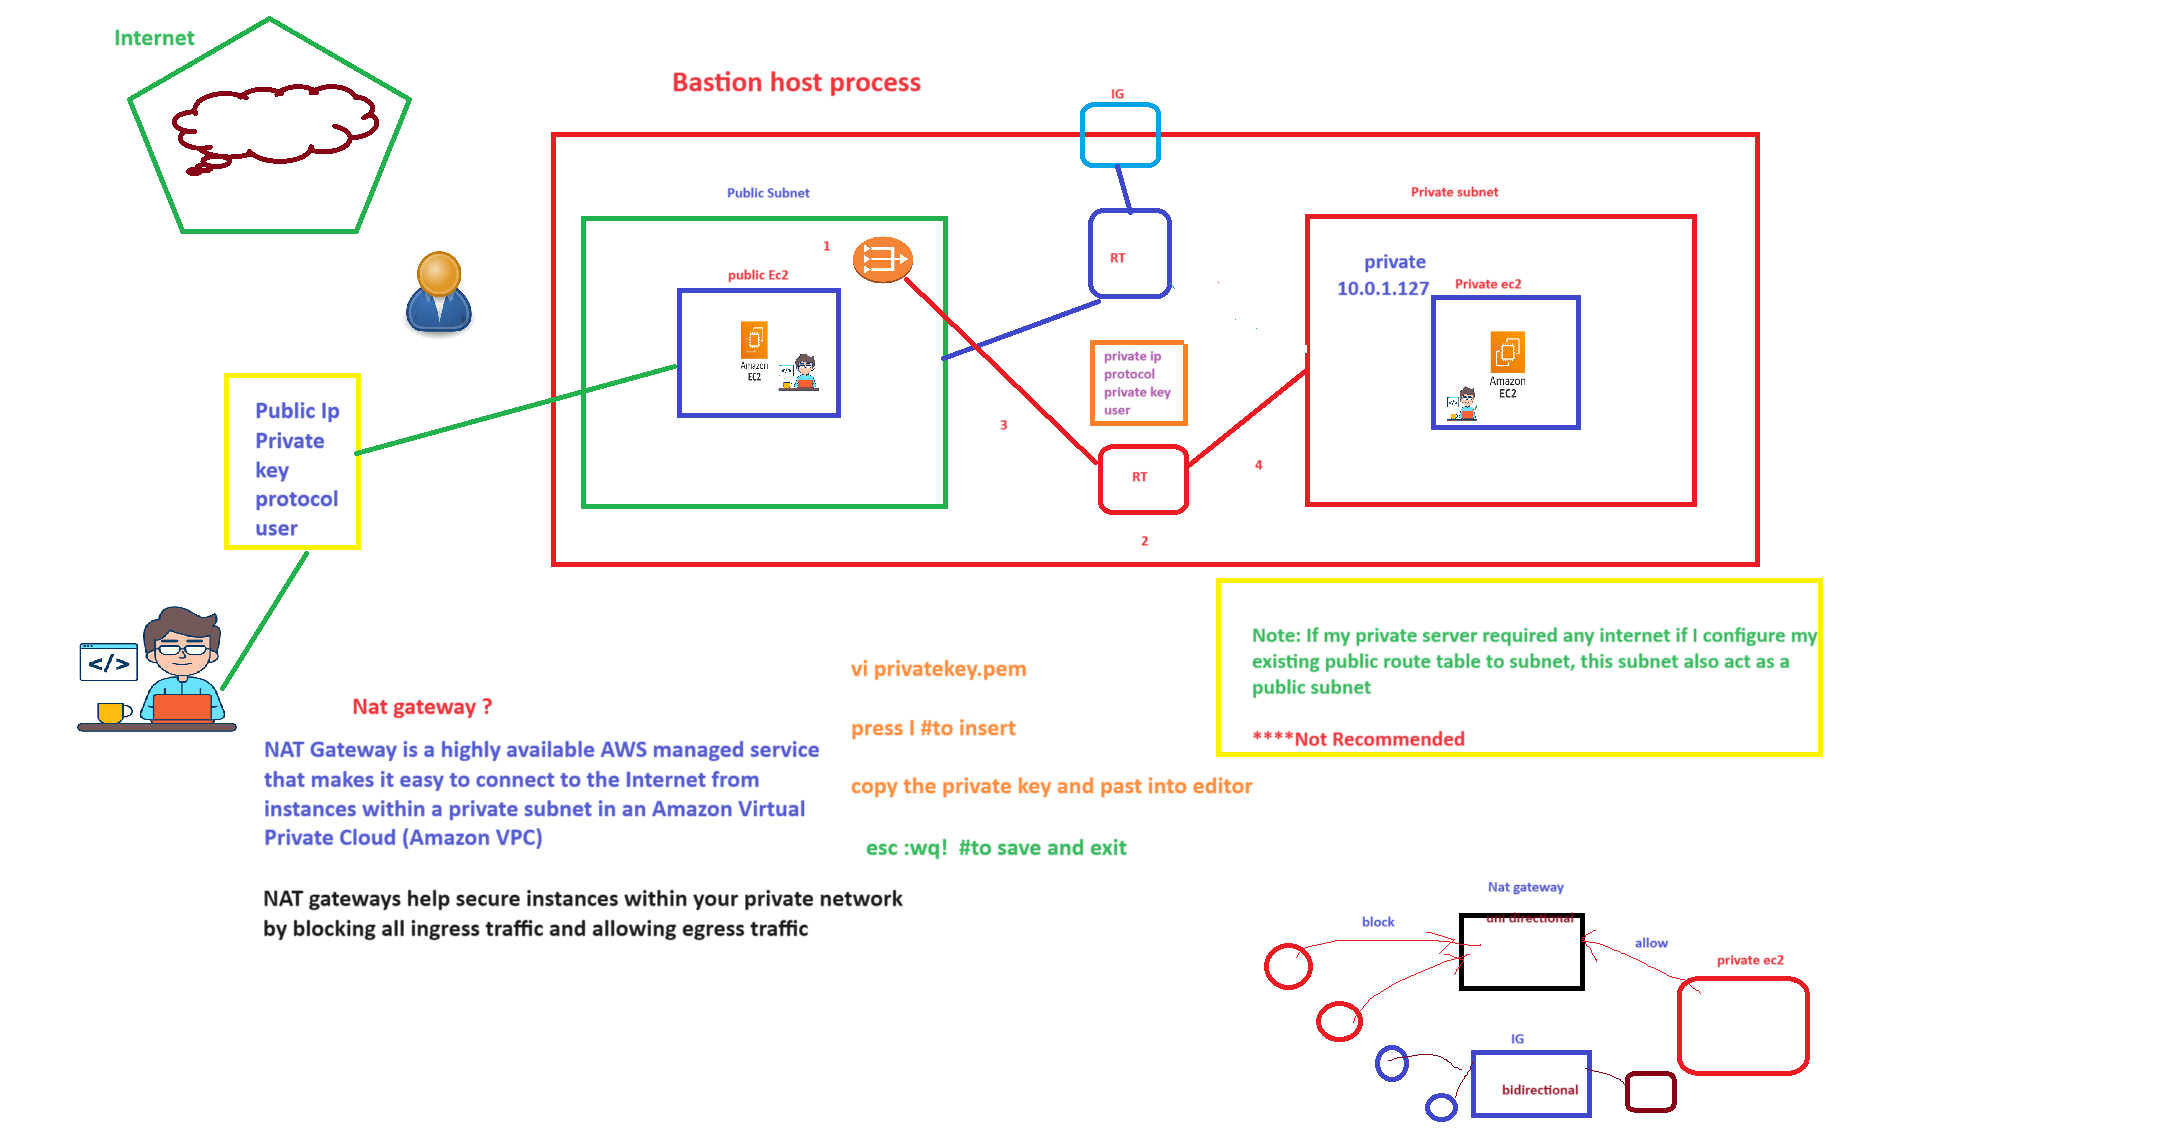 Internet
Bastion host process
IG
Public Subnet
Private subnet
1
public Ec2
RT
private
10.0.1.127
Private ec2
Amazon
EC2
private ip
protocol
private key
user
Amazon
EC2
Public Ip
Private
key
protocol
user
3
4
RT
2
</>
Note: If my private server required any internet if I configure my
existing public route table to subnet, this subnet also act as a
public subnet
****Not Recommended
vi privatekey.pem
press I #to insert
copy the private key and past into editor
esc :wq!  #to save and exit
Nat gateway ?
NAT Gateway is a highly available AWS managed service
that makes it easy to connect to the Internet from
instances within a private subnet in an Amazon Virtual
Private Cloud (Amazon VPC)
NAT gateways help secure instances within your private network
by blocking all ingress traffic and allowing egress traffic
Nat gateway
uni directional
block
allow
private ec2
IG
bidirectional